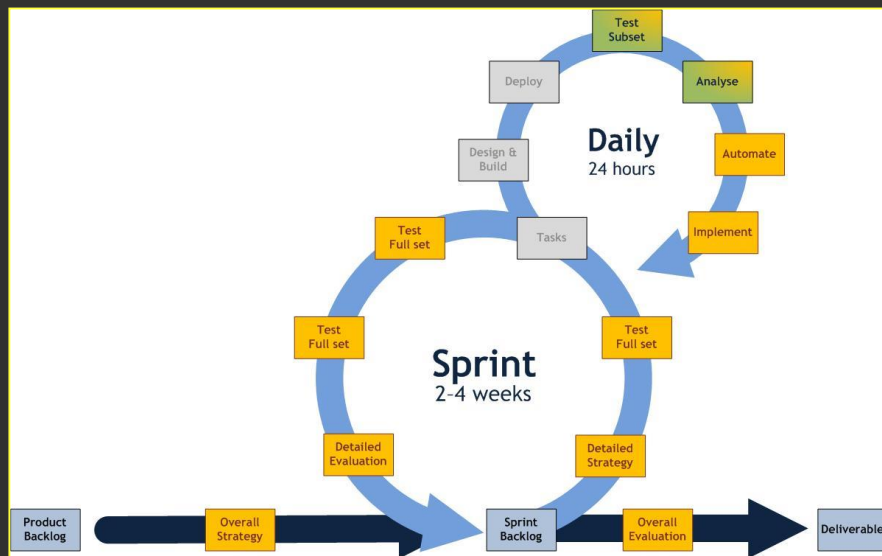 Test
Subset
Deploy
Analyse
Daily
24 hours
Design &
Build
Automate
Test
Full set
Tasks
Implement
Test
Full set
Test
Full set
Sprint
2-4 weeks
Detailed
Evaluation
Detailed
Strategy
Product
Backlog
Overall
Strategy
Sprint
Backlog
Overall
Evaluation
Deliverable